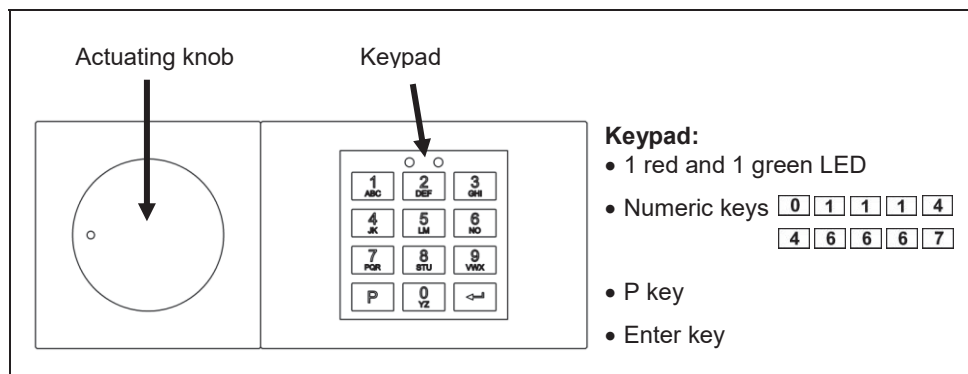 Actuating knob
Keypad
1 2 3
ABC DEF GHI
4 5 6
JK LM NO
7 8 9
PQR STU VWX
P 0
YZ
Keypad:
• 1 red and 1 green LED
• Numeric keys 0 1 1 1 4
4 6 6 6 7
• P key
• Enter key